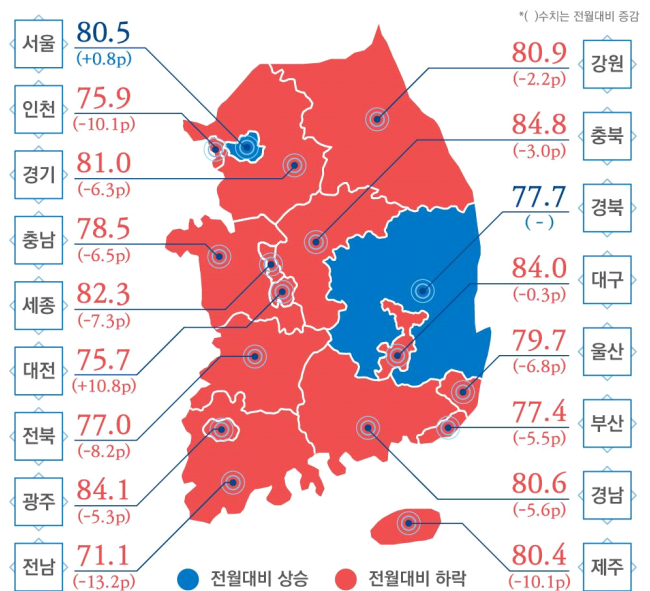 *( )수치는 전월대비 증감
서울
80.5
(+0.8p)
인천
75.9
(-10.1p)
경기
81.0
(-6.3p)
충남
78.5
(-6.5p)
세종
82.3
(-7.3p)
대전
75.7
(+10.8p)
전북
77.0
(-8.2p)
광주
84.1
(-5.3p)
전남
71.1
(-13.2p)
80.9
(-2.2p)
강원
84.8
(-3.0p)
충북
77.7
(-)
경북
84.0
(-0.3p)
대구
79.7
(-6.8p)
울산
77.4
(-5.5p)
부산
80.6
(-5.6p)
경남
80.4
(-10.1p)
제주
전월대비 상승
전월대비 하락